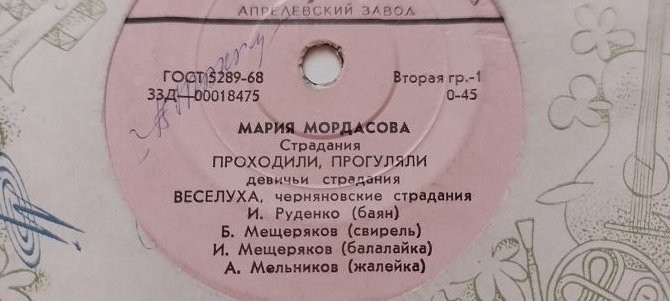 АПРЕЛЕВСКИЙ ЗАВОД
ГОСТ 5289-68
Вторая гр.-1
33Д—00018475
0-45
МАРИЯ МОРДАСОВА
Страдания
ПРОХОДИЛИ, ПРОГУЛЯЛИ
девичьи страдания
ВЕСЕЛУХА, черняновские страдания
И. Руденко (баян)
Б. Мещеряков (свирель)
И. Мещеряков (балалайка)
А. Мельников (жалейка)